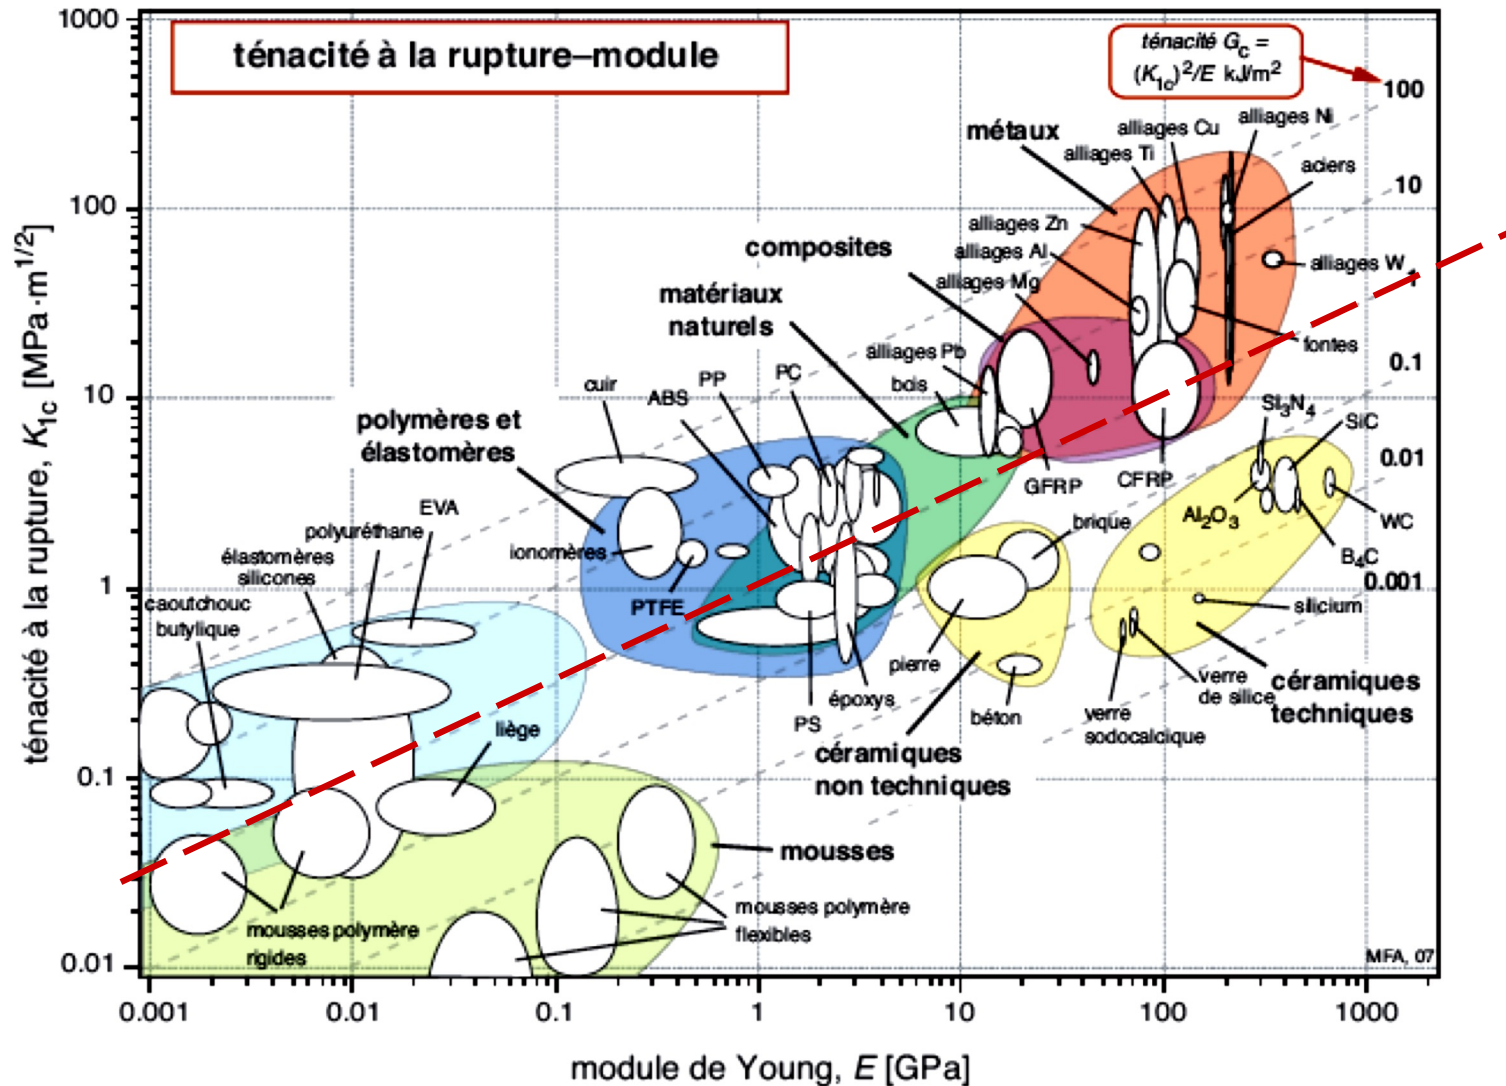 1000
ténacité à la rupture–module
ténacité G_c =
(K_1c)²/E kJ/m²
100
alliages Ni
alliages Cu
métaux
alliages Ti
aciers
10
100
alliages Zn
composites
alliages Al
alliages W
alliages Mg
1
matériaux
naturels
fontes
alliages Pb
0.1
PC
PP
bois
cuir
ABS
10
Si₃N₄
SiC
polymères et
élastomères
0.01
GFRP
CFRP
EVA
Al₂O₃
WC
brique
polyuréthane
ionomères
élastomères
silicones
B₄C
0.001
1
PTFE
silicium
caoutchouc
butylique
pierre
verre
de silice
céramiques
techniques
époxys
PS
béton
verre
sodocalcique
liège
céramiques
non techniques
0.1
mousses
mousses polymère
flexibles
mousses polymère
rigides
MFA, 07
0.01
0.001
0.01
0.1
1
10
100
1000
module de Young, E [GPa]
ténacité à la rupture, K_1c [MPa·m^1/2]